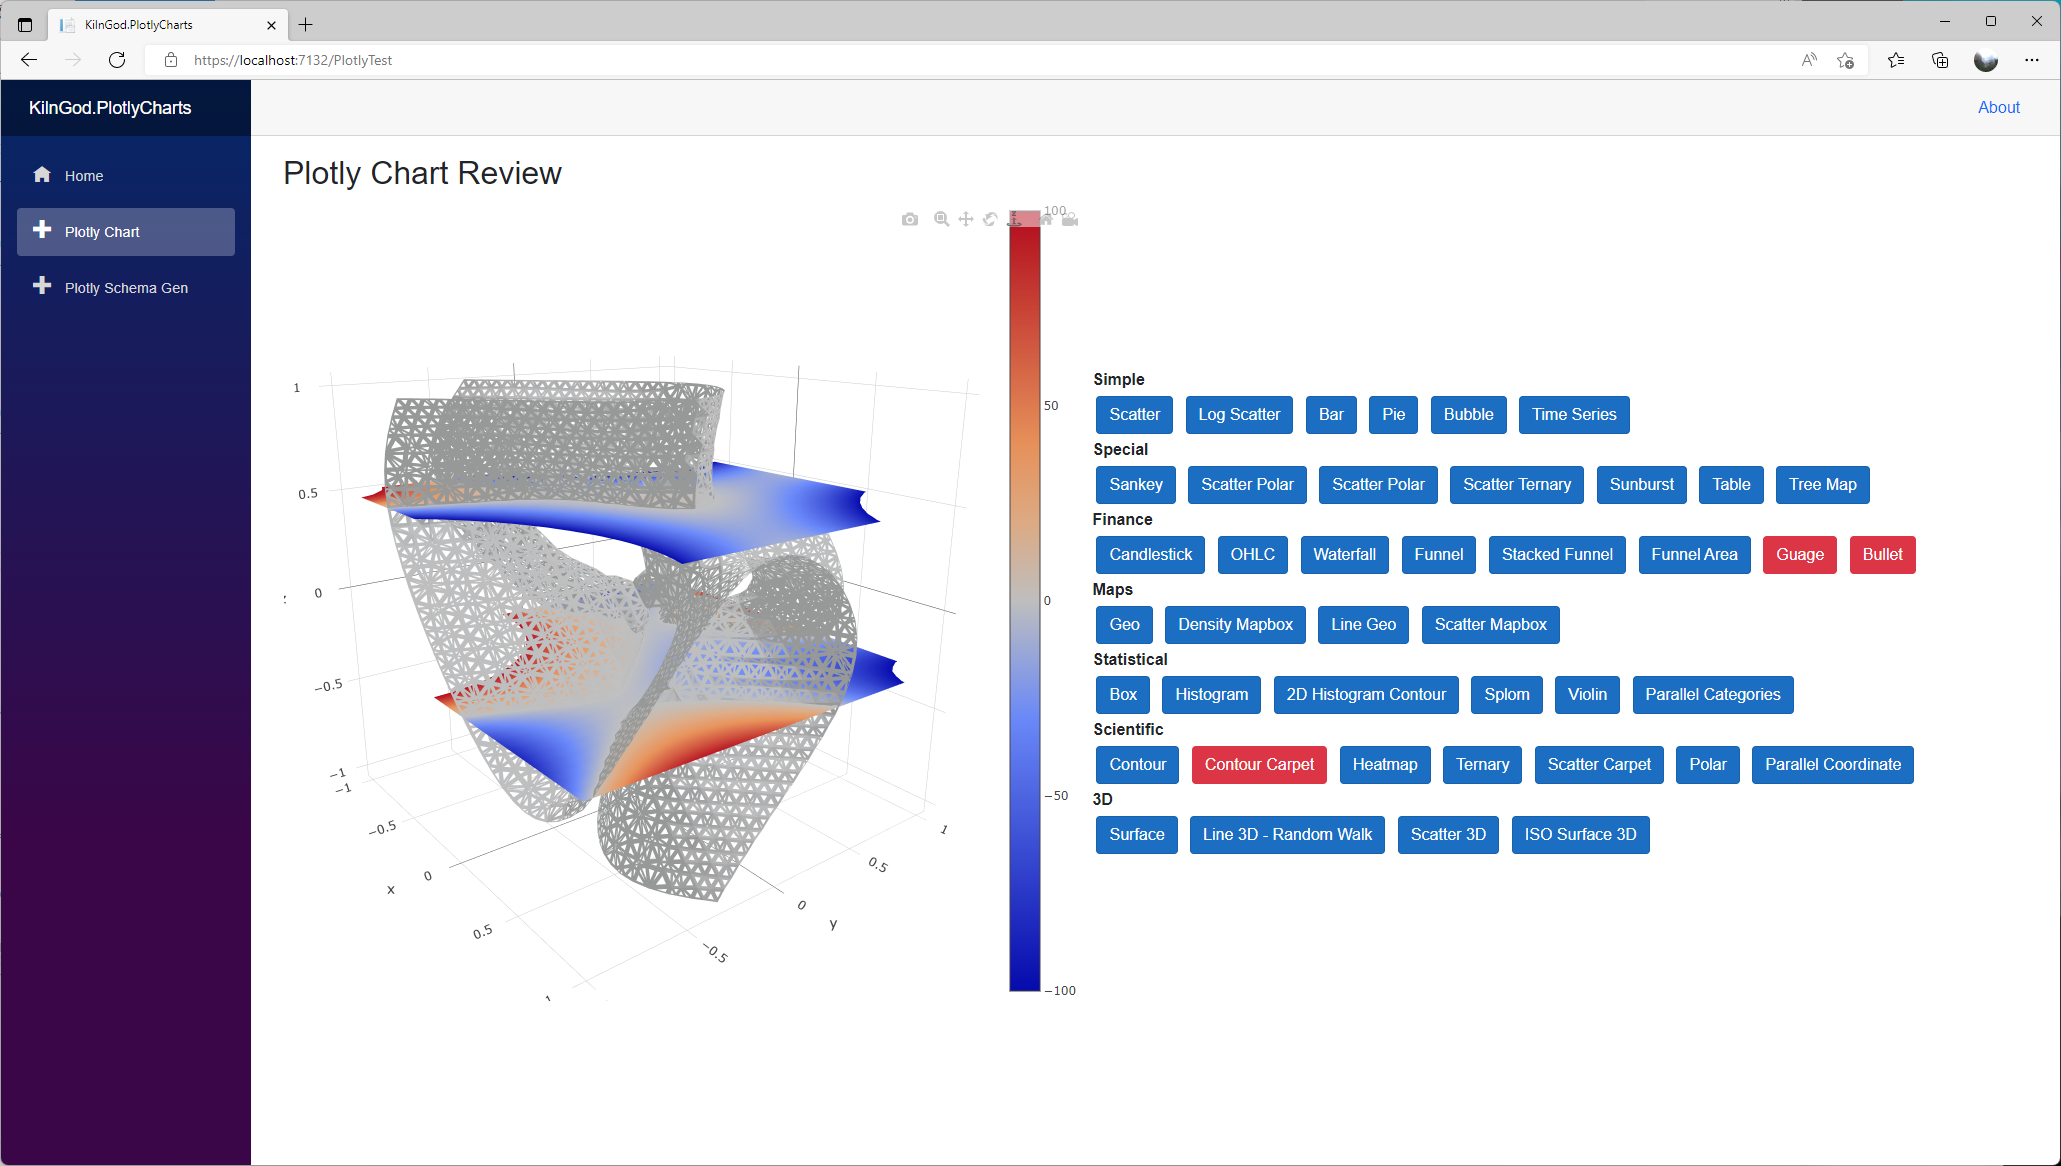 KilnGod.PlotlyCharts
https://localhost:7132/PlotlyTest
KilnGod.PlotlyCharts
About
Home
Plotly Chart
Plotly Schema Gen
Plotly Chart Review
100
50
0
−50
−100
1
0.5
0
−0.5
−1
−1
−0.5
0
x
0.5
1
−0.5
0
y
0.5
1
Simple
Scatter Log Scatter Bar Pie Bubble Time Series
Special
Sankey Scatter Polar Scatter Polar Scatter Ternary Sunburst Table Tree Map
Finance
Candlestick OHLC Waterfall Funnel Stacked Funnel Funnel Area Guage Bullet
Maps
Geo Density Mapbox Line Geo Scatter Mapbox
Statistical
Box Histogram 2D Histogram Contour Splom Violin Parallel Categories
Scientific
Contour Contour Carpet Heatmap Ternary Scatter Carpet Polar Parallel Coordinate
3D
Surface Line 3D - Random Walk Scatter 3D ISO Surface 3D